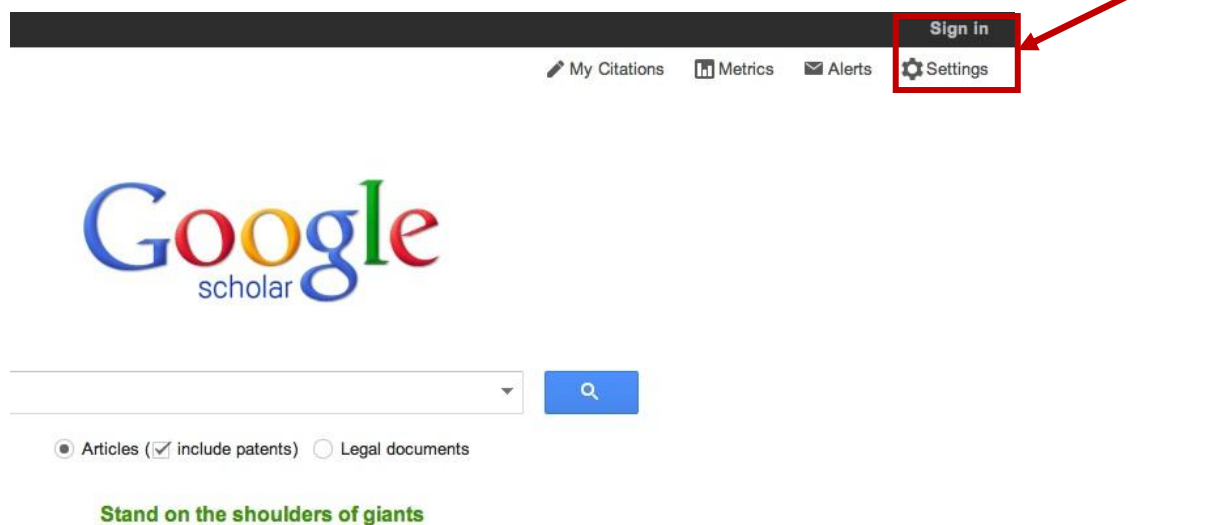 Sign in
My Citations Metrics Alerts Settings
Google
scholar
Articles ( include patents) Legal documents
Stand on the shoulders of giants